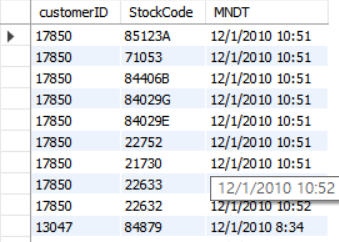 customerID StockCode MNDT
17850 85123A 12/1/2010 10:51
17850 71053 12/1/2010 10:51
17850 84406B 12/1/2010 10:51
17850 84029G 12/1/2010 10:51
17850 84029E 12/1/2010 10:51
17850 22752 12/1/2010 10:51
17850 21730 12/1/2010 10:51
17850 22633 12/1/2010 10:52
17850 22632 12/1/2010 10:52
13047 84879 12/1/2010 8:34